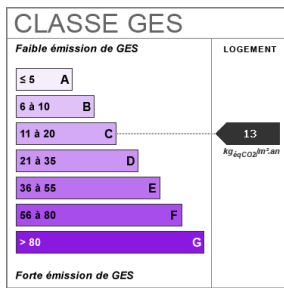 CLASSE GES
Faible émission de GES
LOGEMENT
≤ 5 A
6 à 10 B
11 à 20 C
13
kgéqCO2/m².an
21 à 35 D
36 à 55 E
56 à 80 F
> 80 G
Forte émission de GES